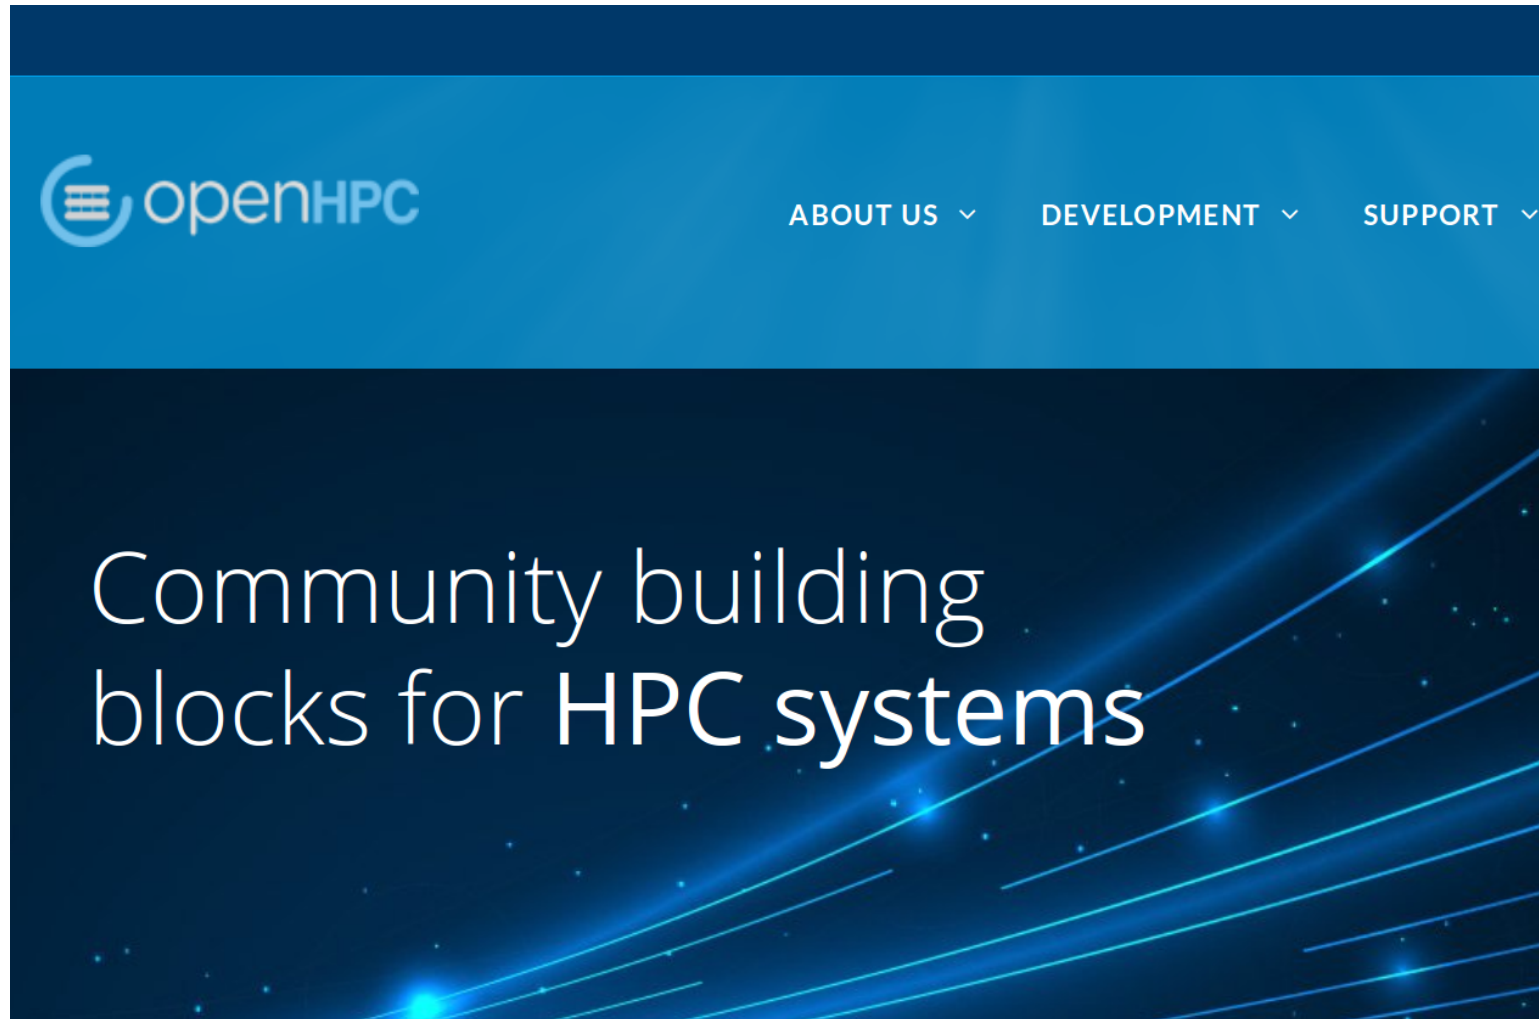 openHPC
ABOUT US
DEVELOPMENT
SUPPORT
Community building
blocks for HPC systems